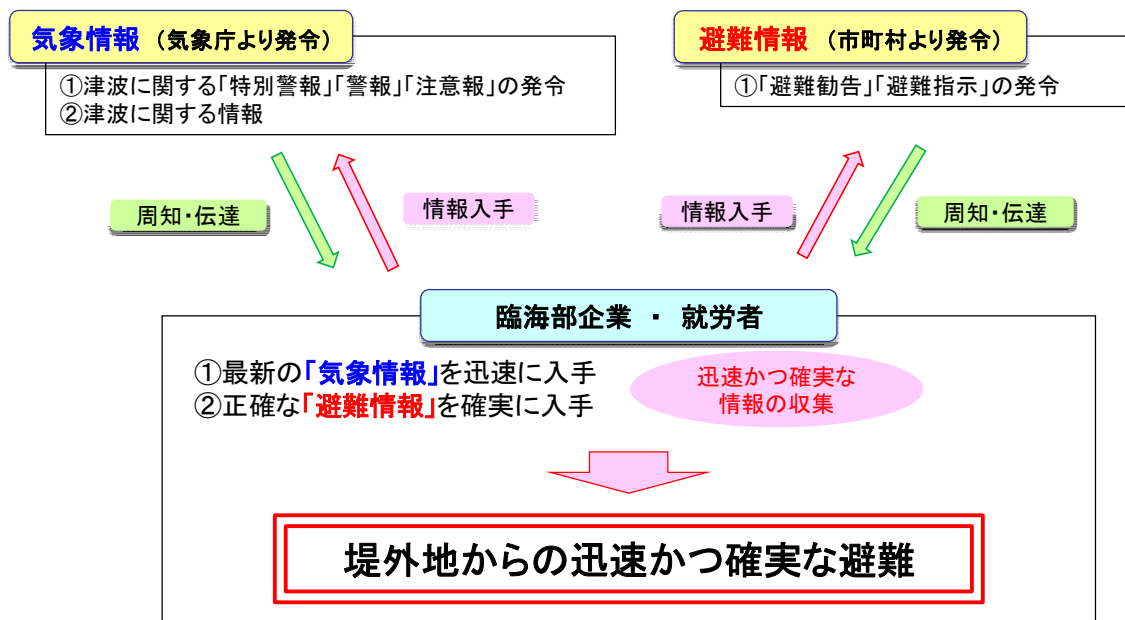 気象情報 (気象庁より発令)
①津波に関する「特別警報」「警報」「注意報」の発令
②津波に関する情報
避難情報 (市町村より発令)
①「避難勧告」「避難指示」の発令
周知・伝達
情報入手
情報入手
周知・伝達
臨海部企業 ・ 就労者
①最新の「気象情報」を迅速に入手
②正確な「避難情報」を確実に入手
迅速かつ確実な
情報の収集
堤外地からの迅速かつ確実な避難